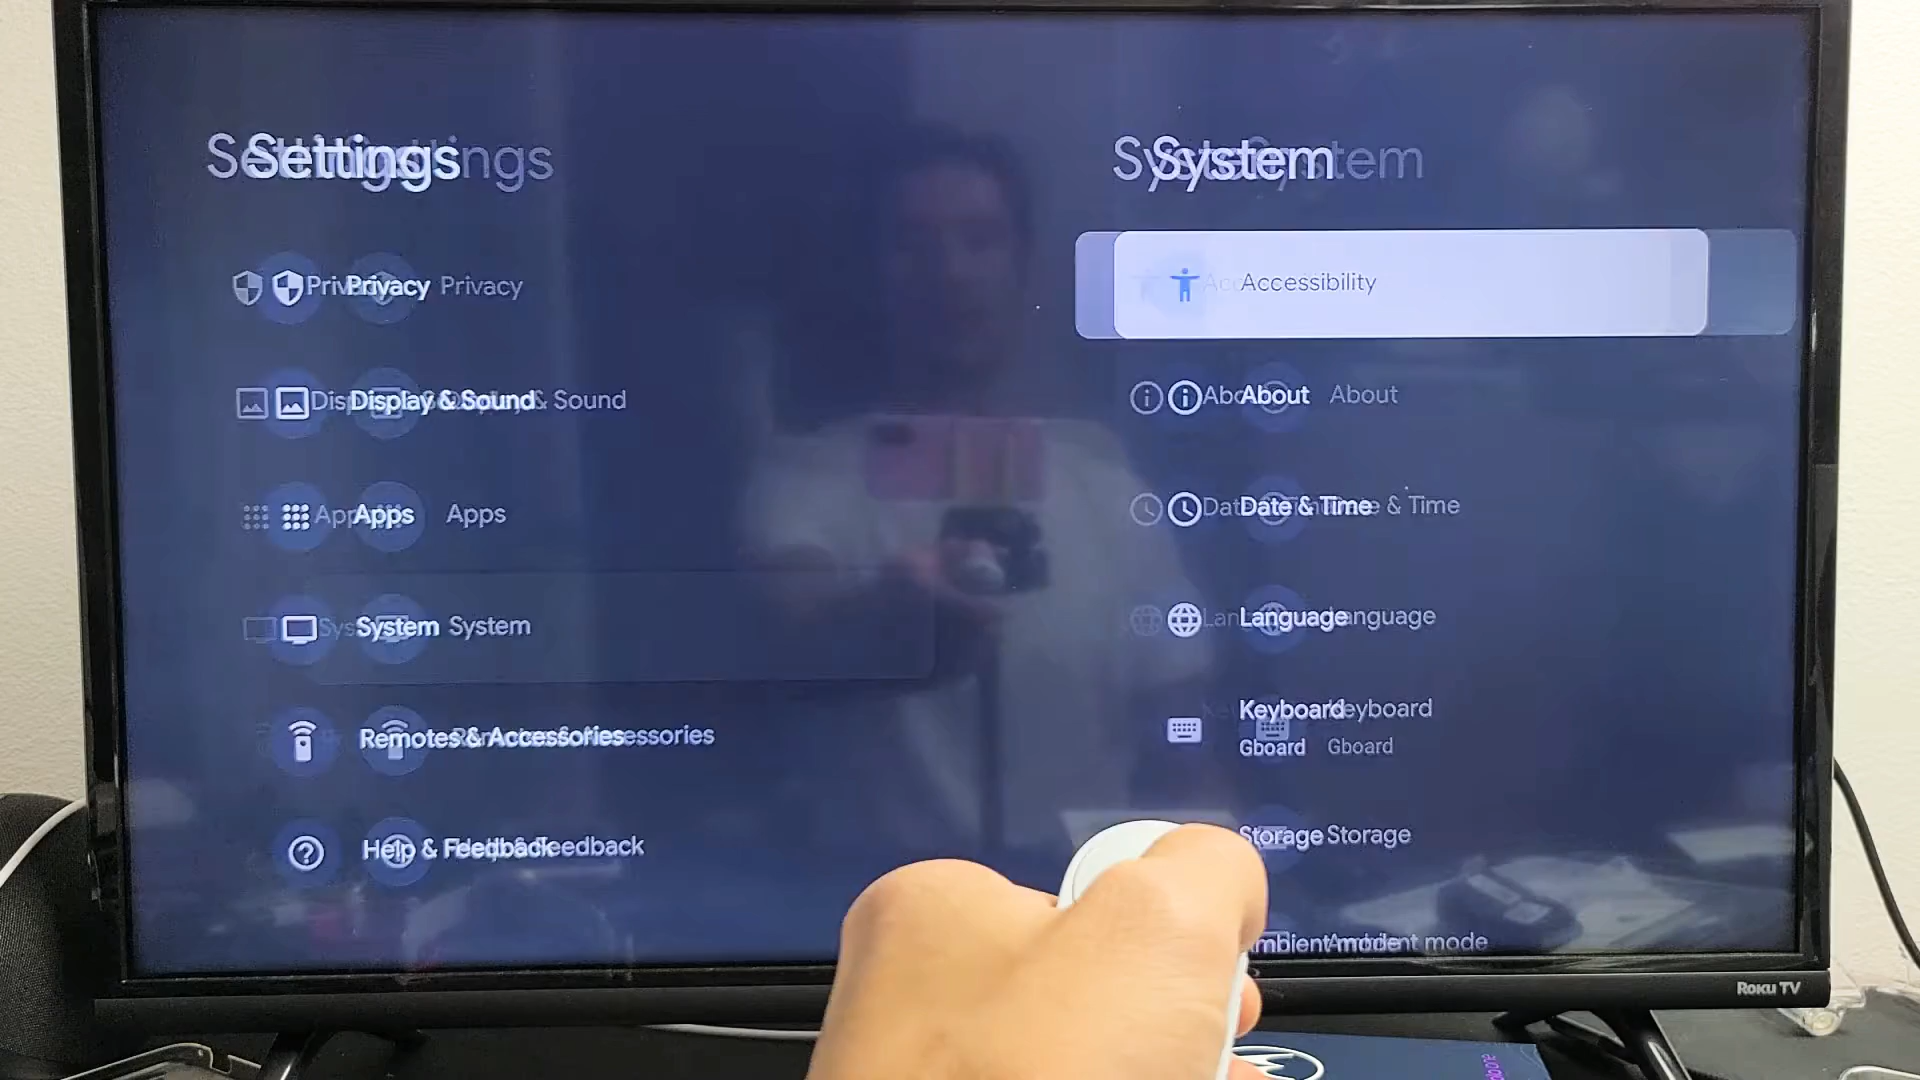 Settings
Privacy
Display & Sound
Apps
System
Remotes & Accessories
Help & Feedback
System
Accessibility
About
Date & Time
Language
Keyboard
Gboard
Storage
Ambient mode
Roku TV